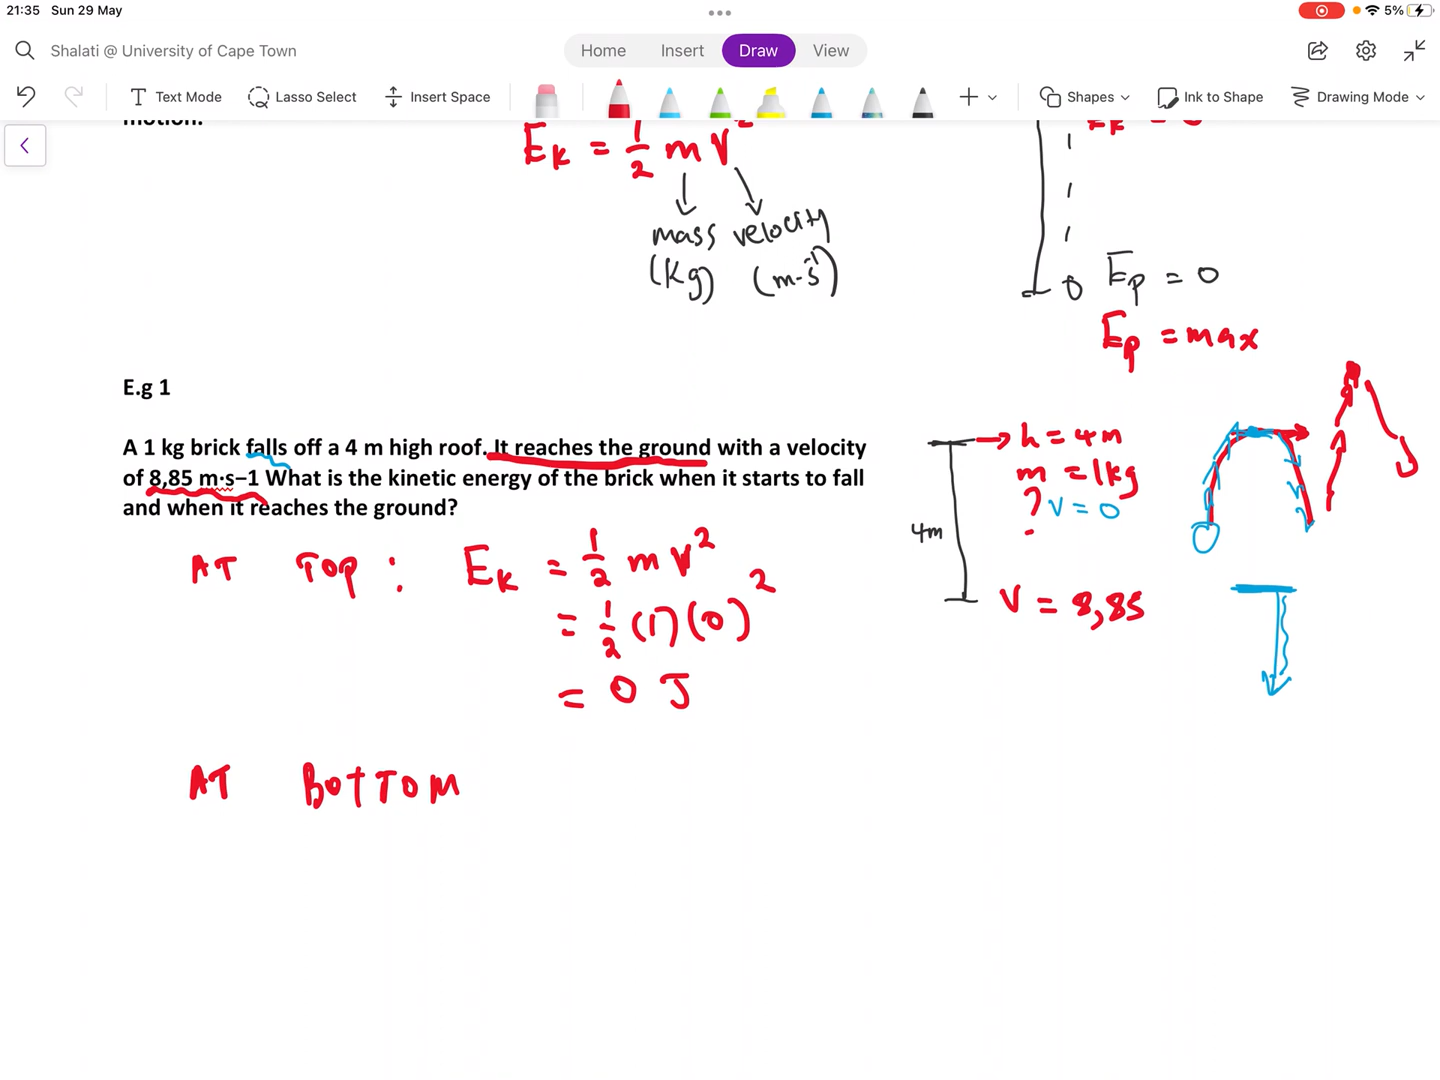 21:35 Sun 29 May
5%
Shalati @ University of Cape Town
Home Insert Draw View
Text Mode Lasso Select Insert Space Shapes Ink to Shape Drawing Mode
motion.
Ek = 1/2 m v²
mass velocity
(kg) (m·s⁻¹)
Ep = 0
Ep = max
E.g 1
A 1 kg brick falls off a 4 m high roof. It reaches the ground with a velocity
of 8,85 m·s–1 What is the kinetic energy of the brick when it starts to fall
and when it reaches the ground?
h = 4m
m = 1kg
? v = 0
4m
v = 8,85
AT TOP : Ek = 1/2 m v²
= 1/2 (1)(0)²
= 0 J
AT BOTTOM